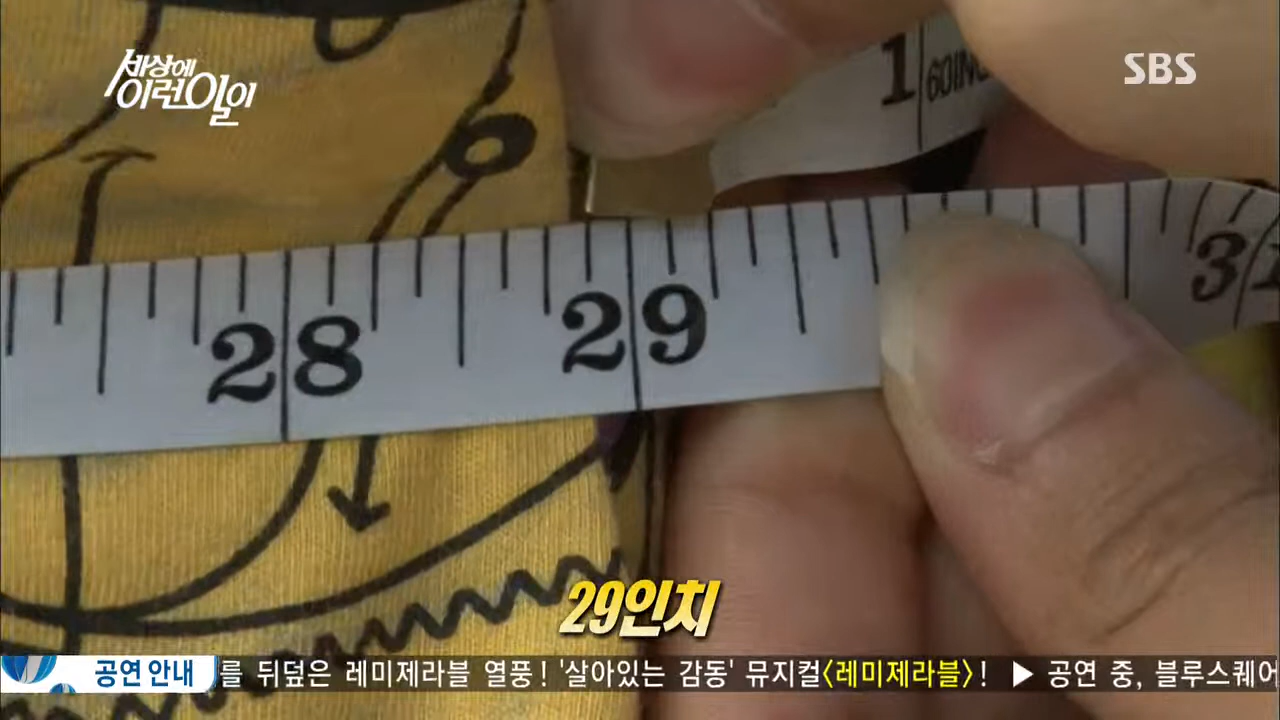 세상에
이런일이
SBS
1
60INC
28
29
3
29인치
공연 안내
를 뒤덮은 레미제라블 열풍! '살아있는 감동' 뮤지컬〈레미제라블〉! ▶ 공연 중, 블루스퀘어